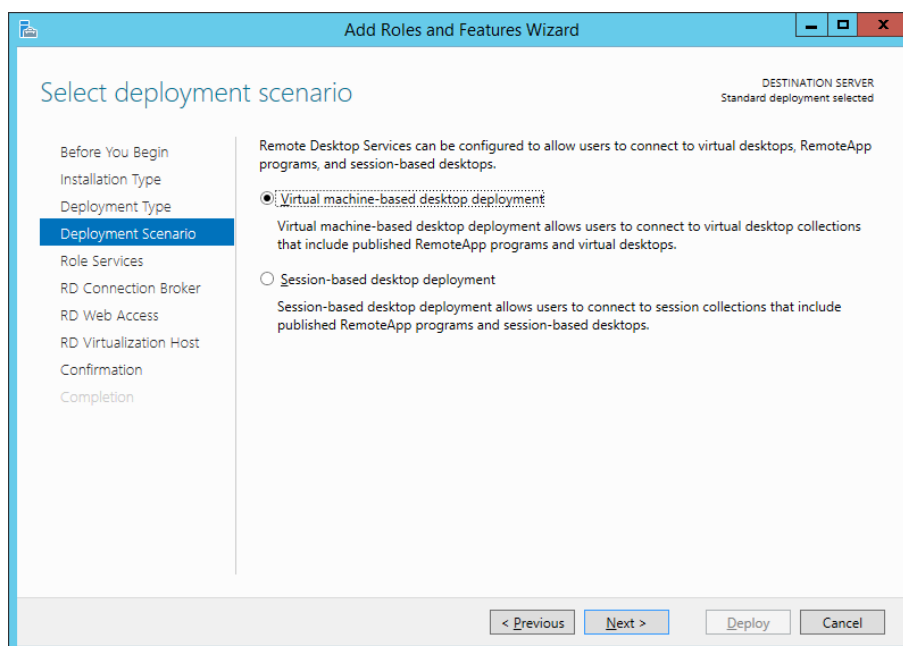 Add Roles and Features Wizard
Select deployment scenario
DESTINATION SERVER
Standard deployment selected
Before You Begin
Installation Type
Deployment Type
Deployment Scenario
Role Services
RD Connection Broker
RD Web Access
RD Virtualization Host
Confirmation
Completion
Remote Desktop Services can be configured to allow users to connect to virtual desktops, RemoteApp
programs, and session-based desktops.
Virtual machine-based desktop deployment
Virtual machine-based desktop deployment allows users to connect to virtual desktop collections
that include published RemoteApp programs and virtual desktops.
Session-based desktop deployment
Session-based desktop deployment allows users to connect to session collections that include
published RemoteApp programs and session-based desktops.
< Previous
Next >
Deploy
Cancel